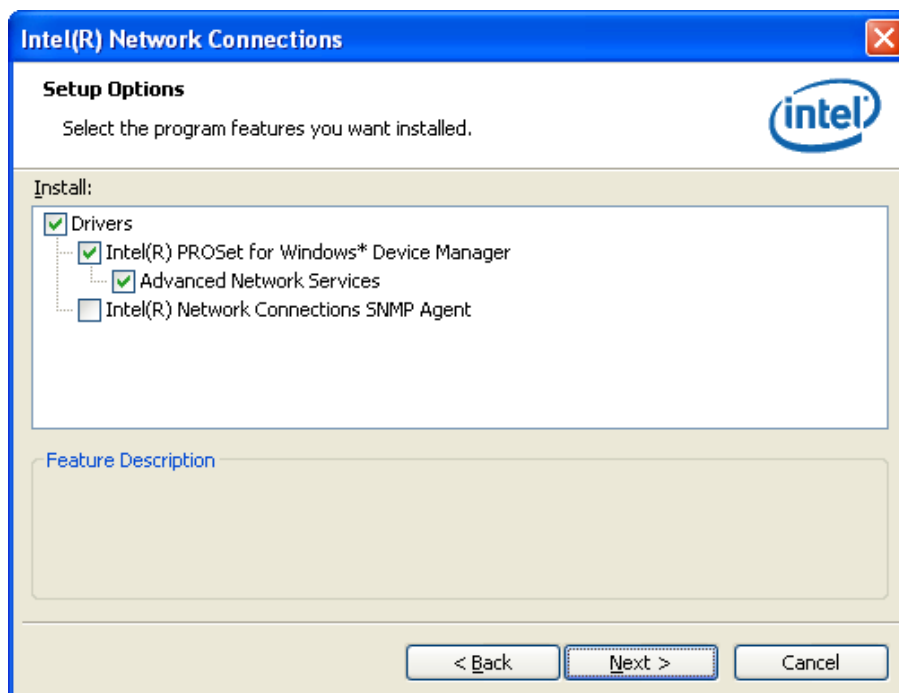 Intel(R) Network Connections
Setup Options
Select the program features you want installed.
intel
Install:
Drivers
Intel(R) PROSet for Windows* Device Manager
Advanced Network Services
Intel(R) Network Connections SNMP Agent
Feature Description
< Back Next > Cancel